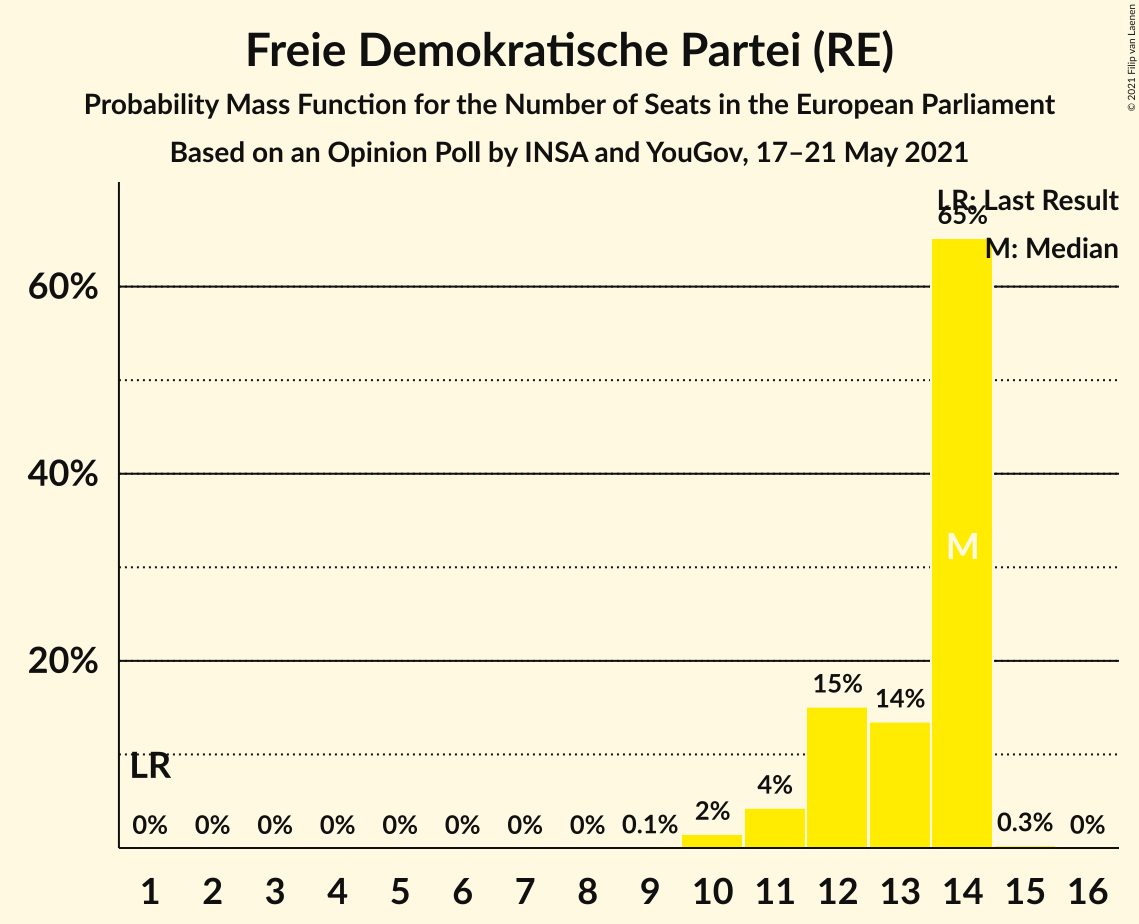 Freie Demokratische Partei (RE)
Probability Mass Function for the Number of Seats in the European Parliament
Based on an Opinion Poll by INSA and YouGov, 17–21 May 2021
© 2021 Filip van Laenen
LR: Last Result
M: Median
65%
60%
40%
20%
M
15%
14%
LR
4%
2%
0% 0% 0% 0% 0% 0% 0% 0% 0.1% 0.3% 0%
1 2 3 4 5 6 7 8 9 10 11 12 13 14 15 16